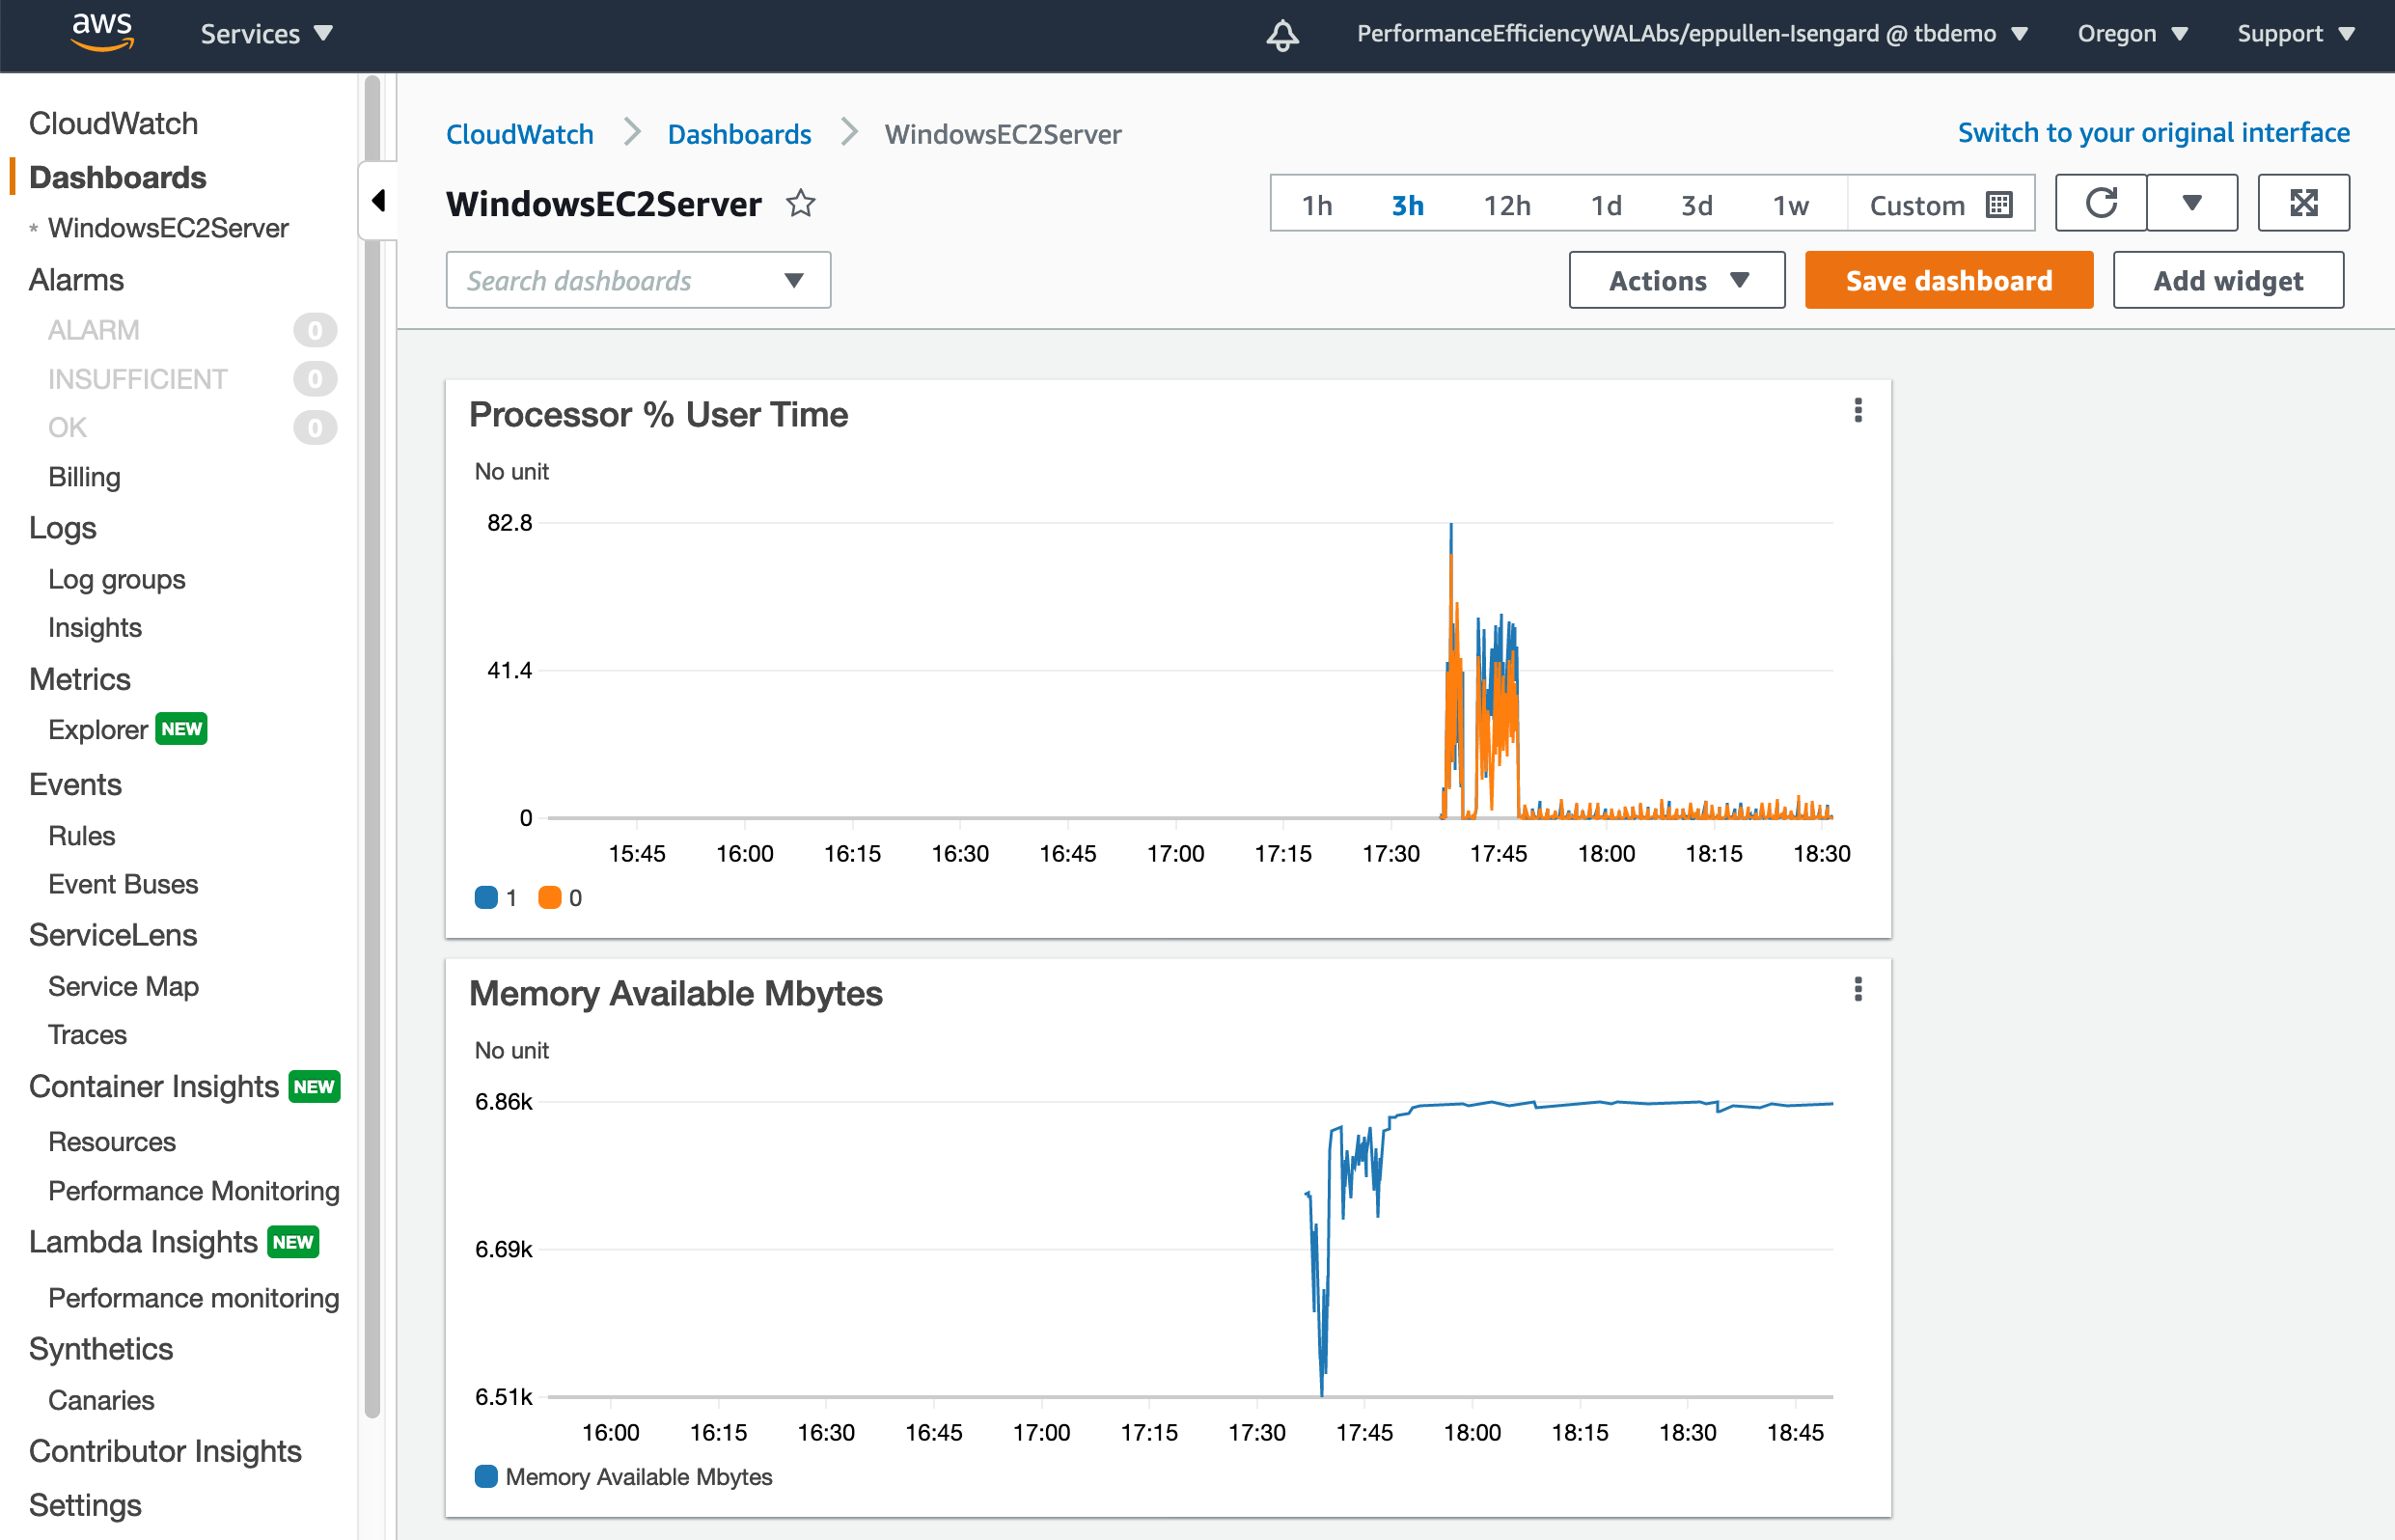 aws
Services
PerformanceEfficiencyWALAbs/eppullen-Isengard @ tbdemo
Oregon
Support
CloudWatch
Dashboards
* WindowsEC2Server
Alarms
ALARM 0
INSUFFICIENT 0
OK 0
Billing
Logs
Log groups
Insights
Metrics
Explorer NEW
Events
Rules
Event Buses
ServiceLens
Service Map
Traces
Container Insights NEW
Resources
Performance Monitoring
Lambda Insights NEW
Performance monitoring
Synthetics
Canaries
Contributor Insights
Settings
CloudWatch Dashboards WindowsEC2Server
Switch to your original interface
WindowsEC2Server
1h 3h 12h 1d 3d 1w Custom
Search dashboards
Actions
Save dashboard
Add widget
Processor % User Time
No unit
82.8
41.4
0
15:45 16:00 16:15 16:30 16:45 17:00 17:15 17:30 17:45 18:00 18:15 18:30
1 0
Memory Available Mbytes
No unit
6.86k
6.69k
6.51k
16:00 16:15 16:30 16:45 17:00 17:15 17:30 17:45 18:00 18:15 18:30 18:45
Memory Available Mbytes